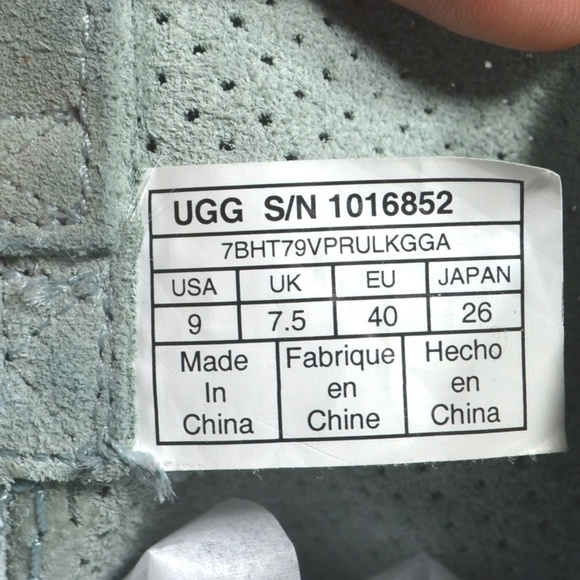 UGG S/N 1016852
7BHT79VPRULKGGA
USA UK EU JAPAN
9 7.5 40 26
Made Fabrique Hecho
In en en
China Chine China